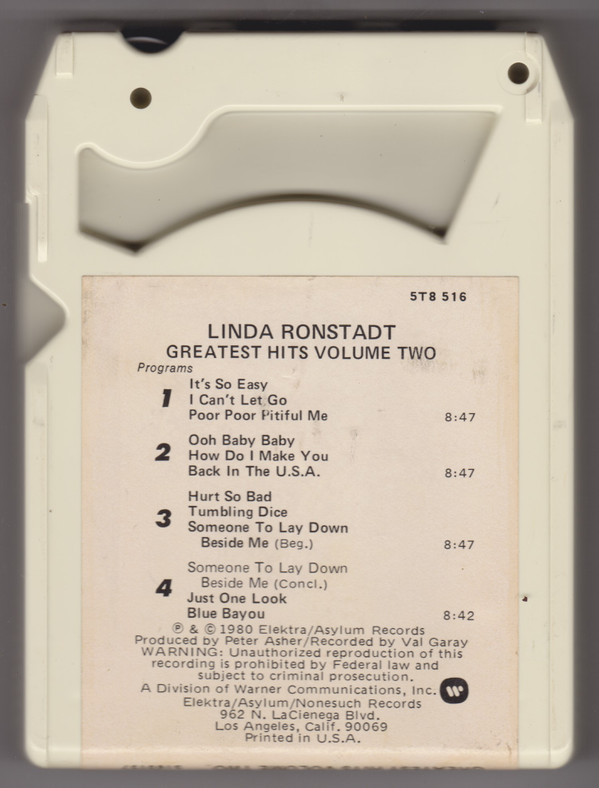 5T8 516
LINDA RONSTADT
GREATEST HITS VOLUME TWO
Programs
1 It's So Easy
I Can't Let Go
Poor Poor Pitiful Me 8:47
2 Ooh Baby Baby
How Do I Make You
Back In The U.S.A. 8:47
3 Hurt So Bad
Tumbling Dice
Someone To Lay Down
Beside Me (Beg.) 8:47
4 Someone To Lay Down
Beside Me (Concl.)
Just One Look
Blue Bayou 8:42
℗ & © 1980 Elektra/Asylum Records
Produced by Peter Asher/Recorded by Val Garay
WARNING: Unauthorized reproduction of this
recording is prohibited by Federal law and
subject to criminal prosecution.
A Division of Warner Communications, Inc.
Elektra/Asylum/Nonesuch Records
962 N. LaCienega Blvd.
Los Angeles, Calif. 90069
Printed in U.S.A.